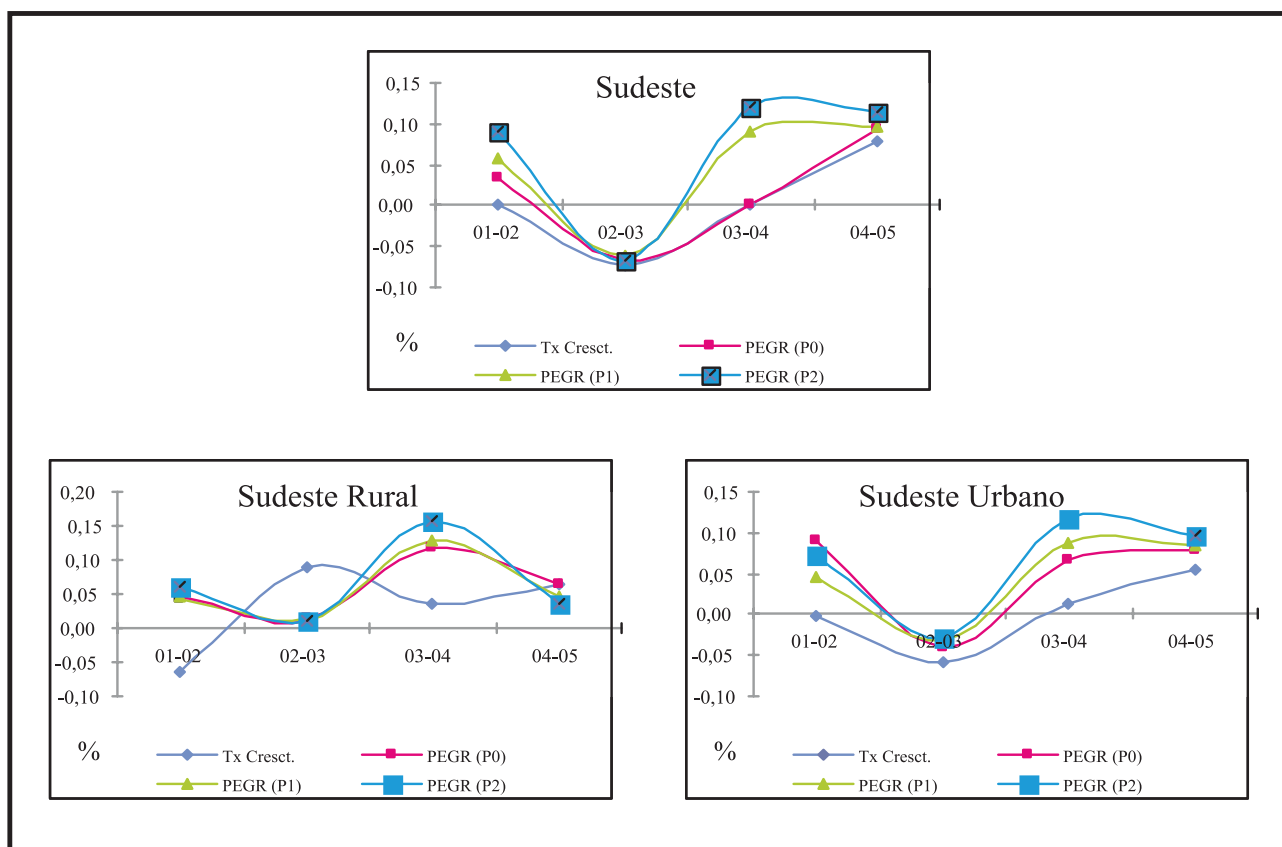 Sudeste
0,15
0,10
0,05
0,00
-0,05
-0,10
01-02 02-03 03-04 04-05
%
Tx Cresct. PEGR (P0)
PEGR (P1) PEGR (P2)
Sudeste Rural
0,20
0,15
0,10
0,05
0,00
-0,05
-0,10
01-02 02-03 03-04 04-05
%
Tx Cresct. PEGR (P0)
PEGR (P1) PEGR (P2)
Sudeste Urbano
0,15
0,10
0,05
0,00
-0,05
-0,10
01-02 02-03 03-04 04-05
%
Tx Cresct. PEGR (P0)
PEGR (P1) PEGR (P2)